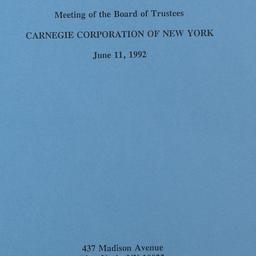 Meeting of the Board of Trustees
CARNEGIE CORPORATION OF NEW YORK
June 11, 1992
437 Madison Avenue